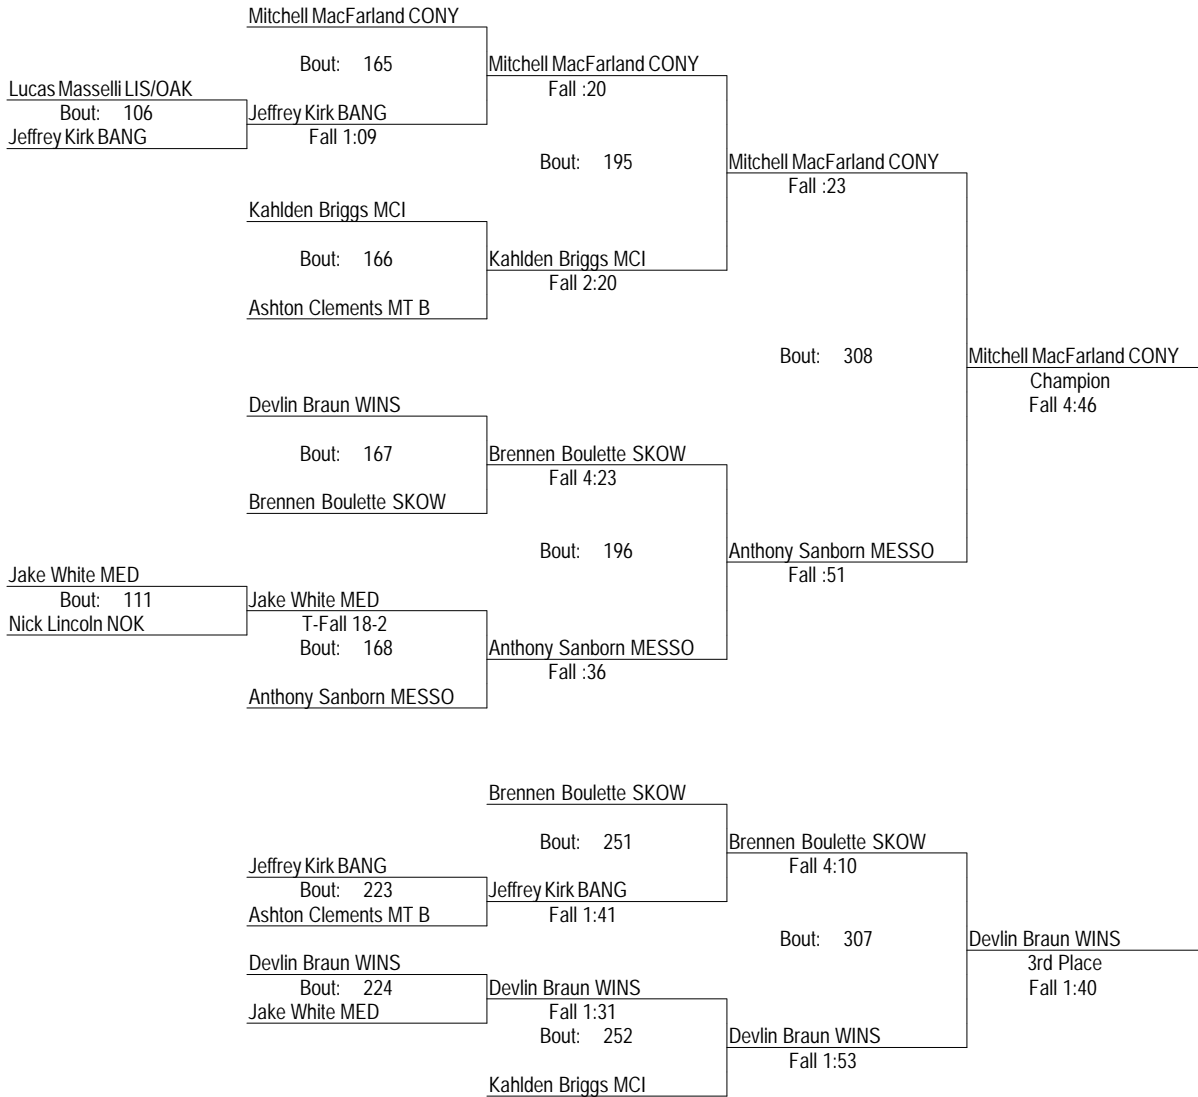 Mitchell MacFarland CONY
Bout: 165
Mitchell MacFarland CONY
Fall :20
Lucas Masselli LIS/OAK
Bout: 106
Jeffrey Kirk BANG
Jeffrey Kirk BANG
Fall 1:09
Bout: 195
Mitchell MacFarland CONY
Fall :23
Kahlden Briggs MCI
Bout: 166
Kahlden Briggs MCI
Fall 2:20
Ashton Clements MT B
Bout: 308
Mitchell MacFarland CONY
Champion
Fall 4:46
Devlin Braun WINS
Bout: 167
Brennen Boulette SKOW
Fall 4:23
Brennen Boulette SKOW
Bout: 196
Anthony Sanborn MESSO
Fall :51
Jake White MED
Bout: 111
Nick Lincoln NOK
Jake White MED
T-Fall 18-2
Bout: 168
Anthony Sanborn MESSO
Fall :36
Anthony Sanborn MESSO
Brennen Boulette SKOW
Bout: 251
Brennen Boulette SKOW
Fall 4:10
Jeffrey Kirk BANG
Bout: 223
Ashton Clements MT B
Jeffrey Kirk BANG
Fall 1:41
Bout: 307
Devlin Braun WINS
3rd Place
Fall 1:40
Devlin Braun WINS
Bout: 224
Jake White MED
Devlin Braun WINS
Fall 1:31
Bout: 252
Devlin Braun WINS
Fall 1:53
Kahlden Briggs MCI